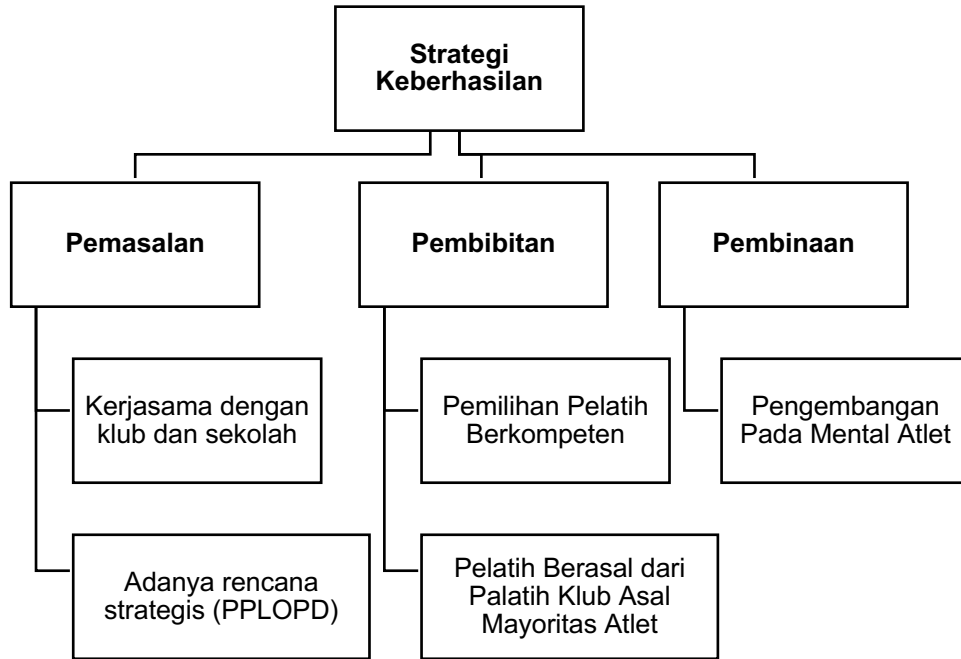 Strategi
Keberhasilan
Pemasalan
Pembibitan
Pembinaan
Kerjasama dengan
klub dan sekolah
Pemilihan Pelatih
Berkompeten
Pengembangan
Pada Mental Atlet
Adanya rencana
strategis (PPLOPD)
Pelatih Berasal dari
Palatih Klub Asal
Mayoritas Atlet